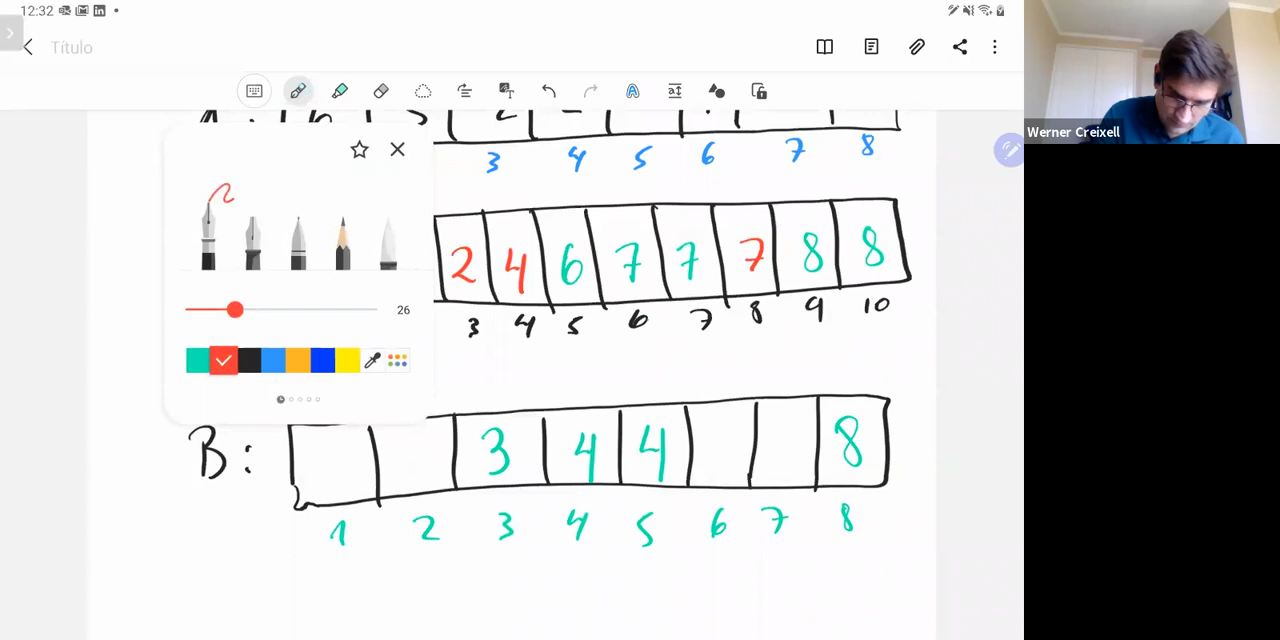 12:32
Título
Werner Creixell
3 4 5 6 7 8
26
2 4 6 7 7 7 8 8
3 4 5 6 7 8 9 10
B: 3 4 4 8
1 2 3 4 5 6 7 8